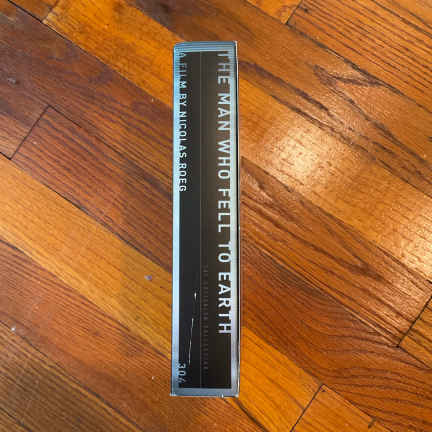 THE MAN WHO FELL TO EARTH
THE CRITERION COLLECTION
A FILM BY NICOLAS ROEG
304